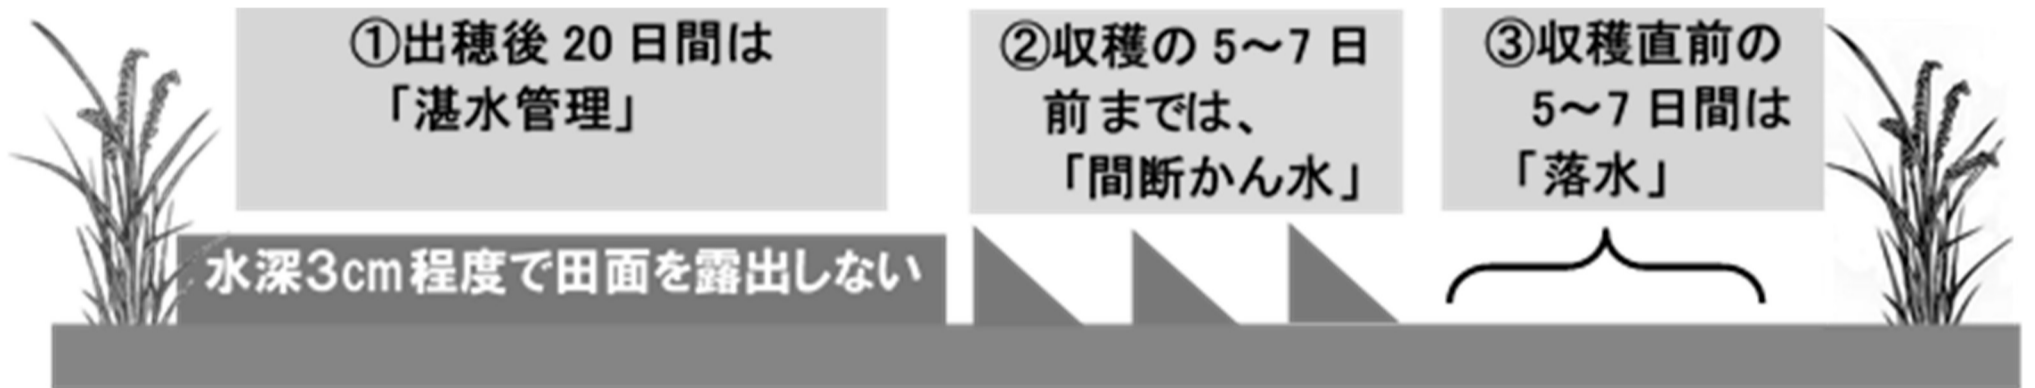 ①出穂後 20 日間は
「湛水管理」
②収穫の 5～7 日
前までは、
「間断かん水」
③収穫直前の
5～7 日間は
「落水」
水深3cm程度で田面を露出しない